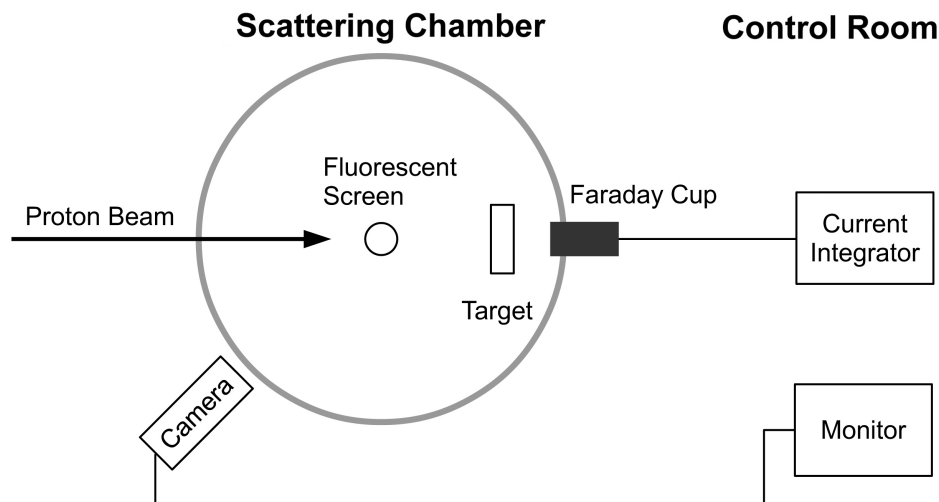 Scattering Chamber
Control Room
Fluorescent
Screen
Proton Beam
Faraday Cup
Current
Integrator
Target
Camera
Monitor